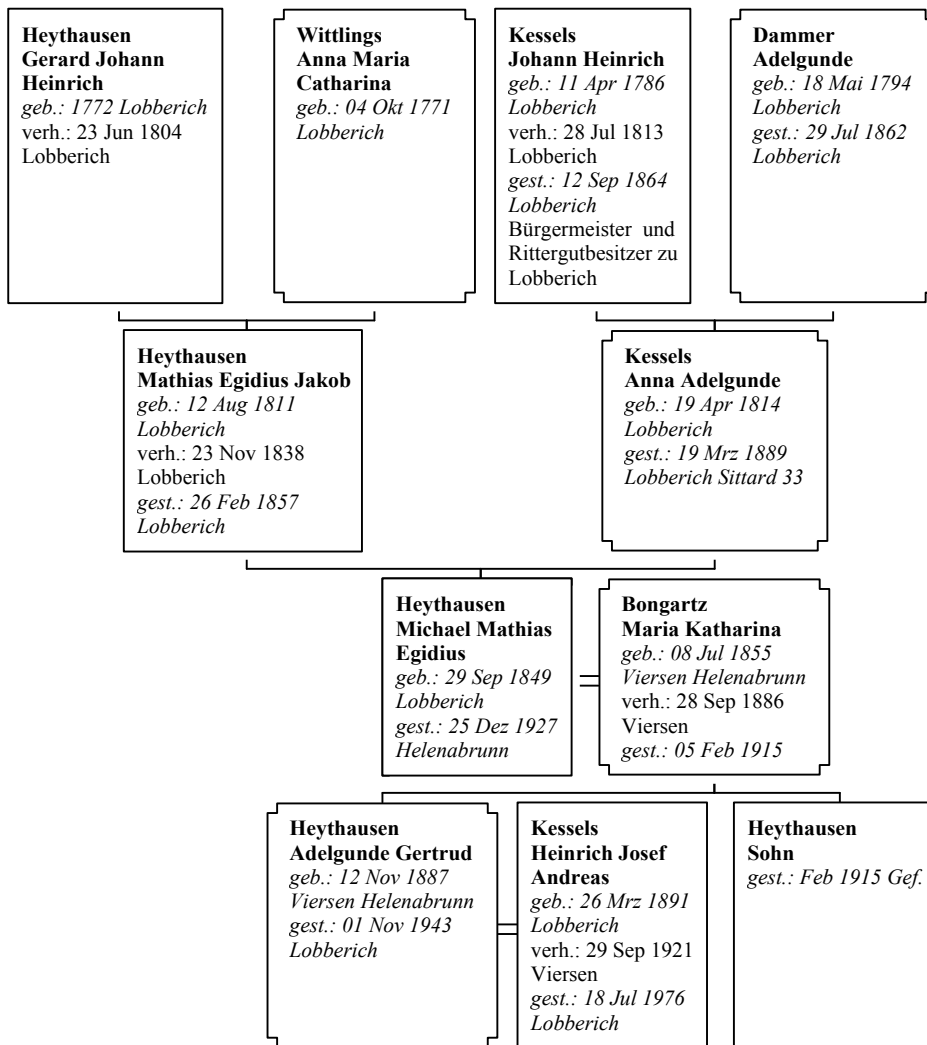 Heythausen
Gerard Johann
Heinrich
geb.: 1772 Lobberich
verh.: 23 Jun 1804
Lobberich
Wittlings
Anna Maria
Catharina
geb.: 04 Okt 1771
Lobberich
Kessels
Johann Heinrich
geb.: 11 Apr 1786
Lobberich
verh.: 28 Jul 1813
Lobberich
gest.: 12 Sep 1864
Lobberich
Bürgermeister und
Rittergutbesitzer zu
Lobberich
Dammer
Adelgunde
geb.: 18 Mai 1794
Lobberich
gest.: 29 Jul 1862
Lobberich
Heythausen
Mathias Egidius Jakob
geb.: 12 Aug 1811
Lobberich
verh.: 23 Nov 1838
Lobberich
gest.: 26 Feb 1857
Lobberich
Kessels
Anna Adelgunde
geb.: 19 Apr 1814
Lobberich
gest.: 19 Mrz 1889
Lobberich Sittard 33
Heythausen
Michael Mathias
Egidius
geb.: 29 Sep 1849
Lobberich
gest.: 25 Dez 1927
Helenabrunn
Bongartz
Maria Katharina
geb.: 08 Jul 1855
Viersen Helenabrunn
verh.: 28 Sep 1886
Viersen
gest.: 05 Feb 1915
Heythausen
Adelgunde Gertrud
geb.: 12 Nov 1887
Viersen Helenabrunn
gest.: 01 Nov 1943
Lobberich
Kessels
Heinrich Josef
Andreas
geb.: 26 Mrz 1891
Lobberich
verh.: 29 Sep 1921
Viersen
gest.: 18 Jul 1976
Lobberich
Heythausen
Sohn
gest.: Feb 1915 Gef.